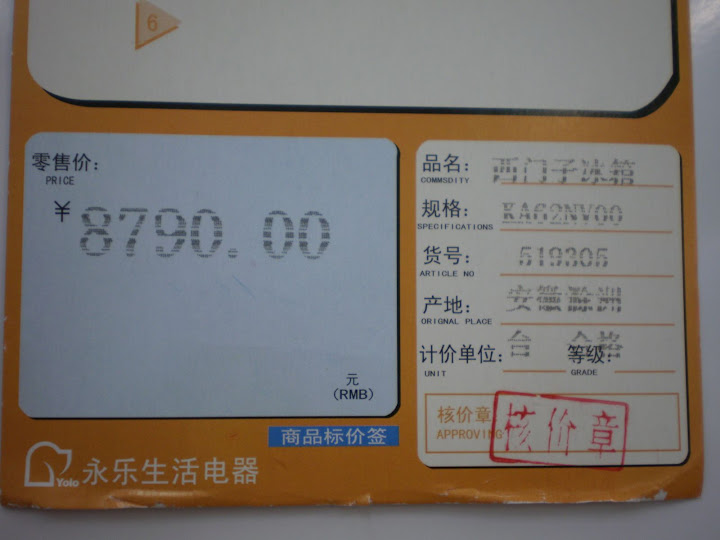 6
零售价：
PRICE
￥ 8790.00
元
(RMB)
商品标价签
Yolo 永乐生活电器
品名： 西门子冰箱
COMMSDITY
规格： KA62NV00
SPECIFICATIONS
货号： 519305
ARTICLE NO
产地： 安徽滁州
ORIGNAL PLACE
计价单位： 台 等级： 合格
UNIT GRADE
核价章
APPROVING
核价章